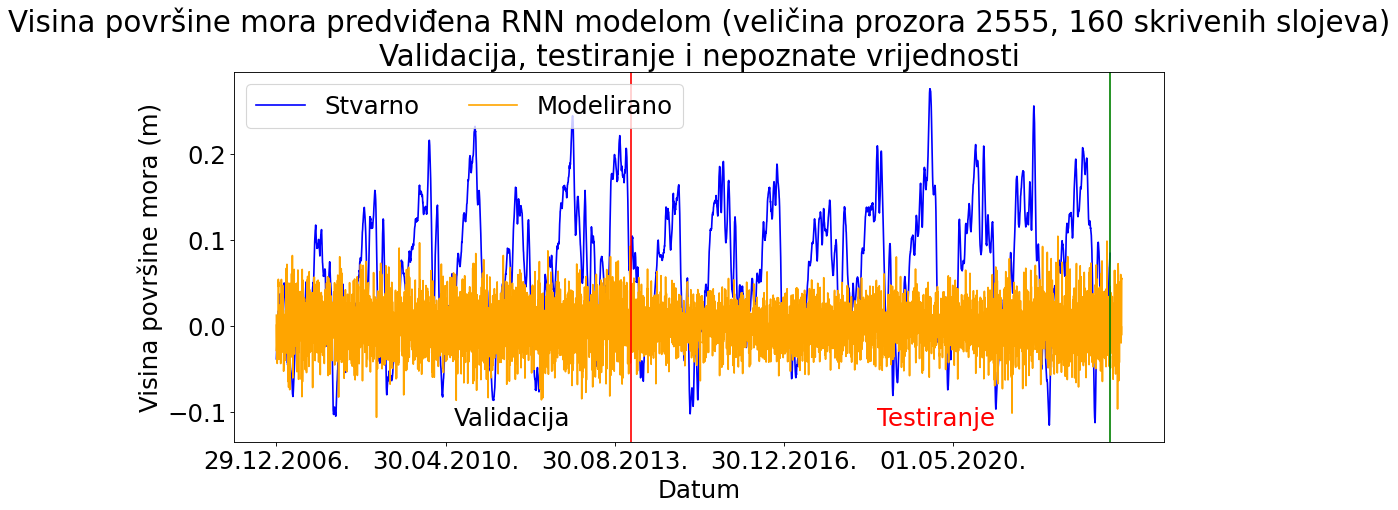 Visina površine mora predviđena RNN modelom (veličina prozora 2555, 160 skrivenih slojeva)
Validacija, testiranje i nepoznate vrijednosti
Stvarno
Modelirano
Visina površine mora (m)
0.2
0.1
0.0
−0.1
Validacija
Testiranje
29.12.2006.
30.04.2010.
30.08.2013.
30.12.2016.
01.05.2020.
Datum